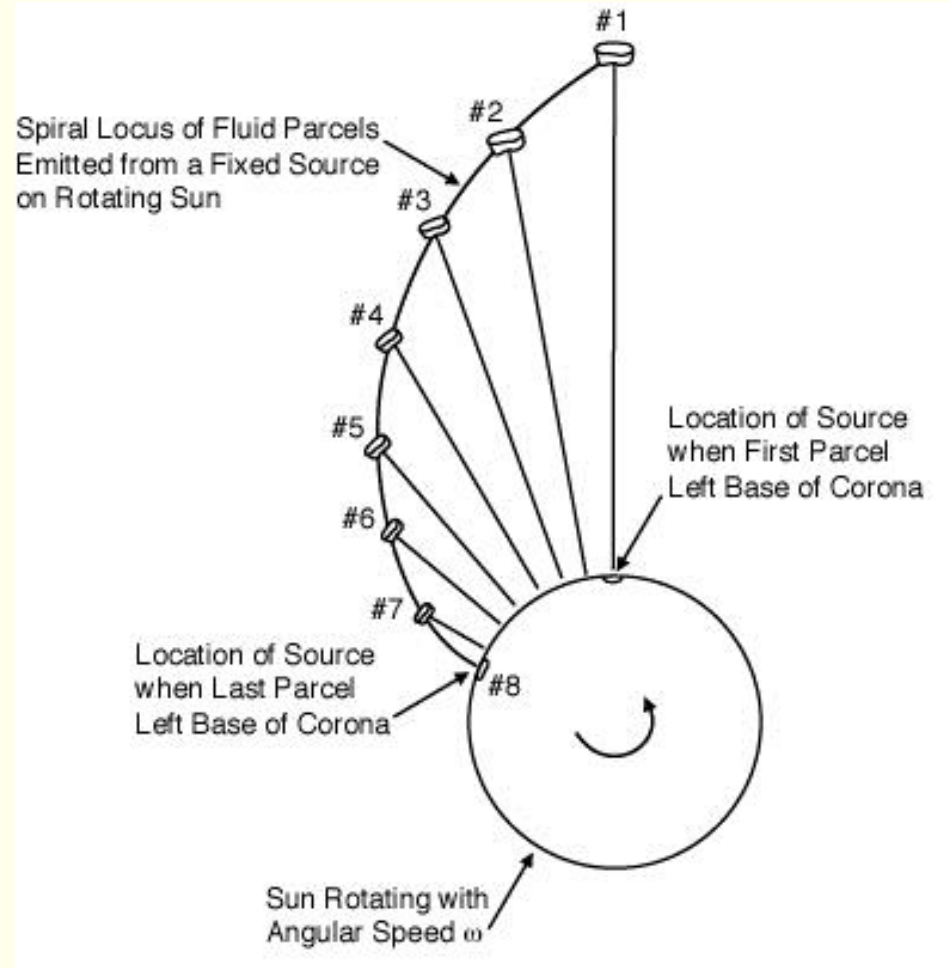 #1
#2
Spiral Locus of Fluid Parcels
Emitted from a Fixed Source
on Rotating Sun
#3
#4
#5
Location of Source
when First Parcel
Left Base of Corona
#6
#7
Location of Source
when Last Parcel
Left Base of Corona
#8
Sun Rotating with
Angular Speed ω